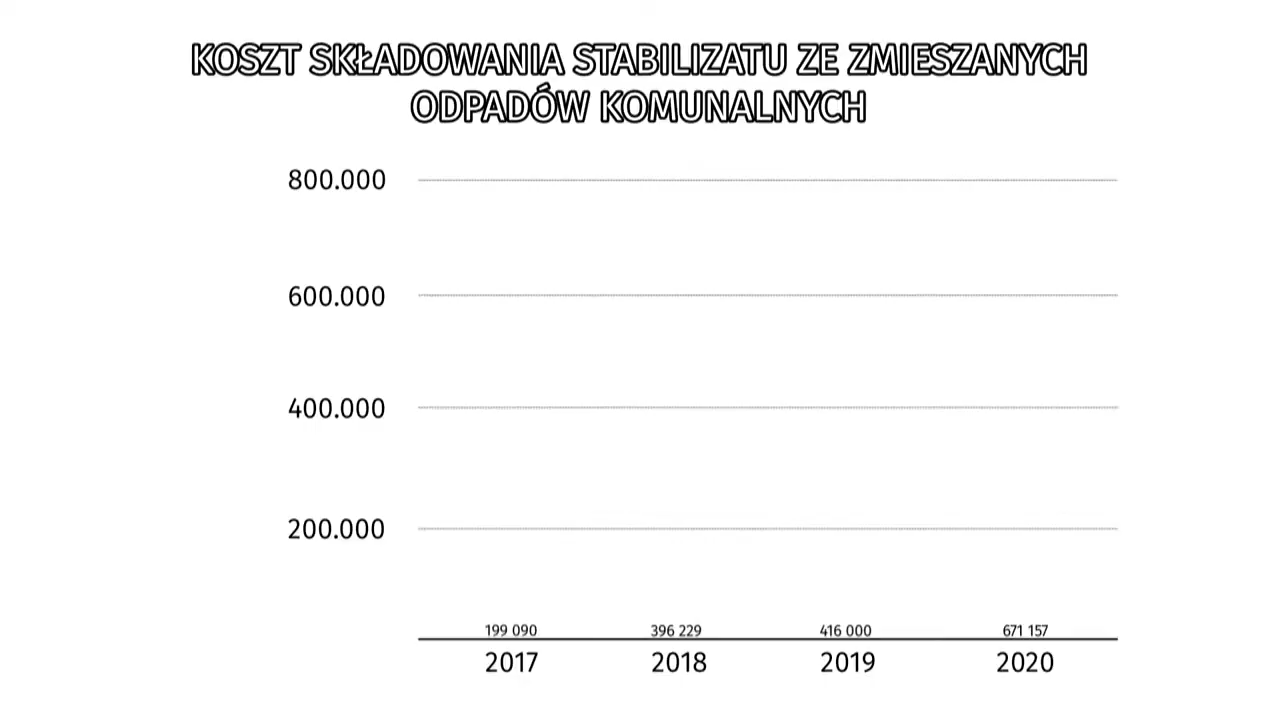 KOSZT SKŁADOWANIA STABILIZATU ZE ZMIESZANYCH
ODPADÓW KOMUNALNYCH
800.000
600.000
400.000
200.000
199 090 396 229 416 000 671 157
2017 2018 2019 2020